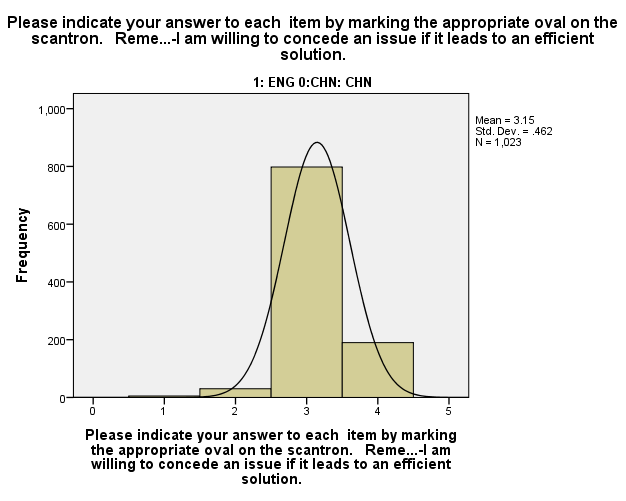 Please indicate your answer to each  item by marking the appropriate oval on the
scantron.   Reme...-I am willing to concede an issue if it leads to an efficient
solution.
1: ENG 0:CHN: CHN
Mean = 3.15
Std. Dev. = .462
N = 1,023
Frequency
1,000
800
600
400
200
0
0 1 2 3 4 5
Please indicate your answer to each  item by marking
the appropriate oval on the scantron.   Reme...-I am
willing to concede an issue if it leads to an efficient
solution.